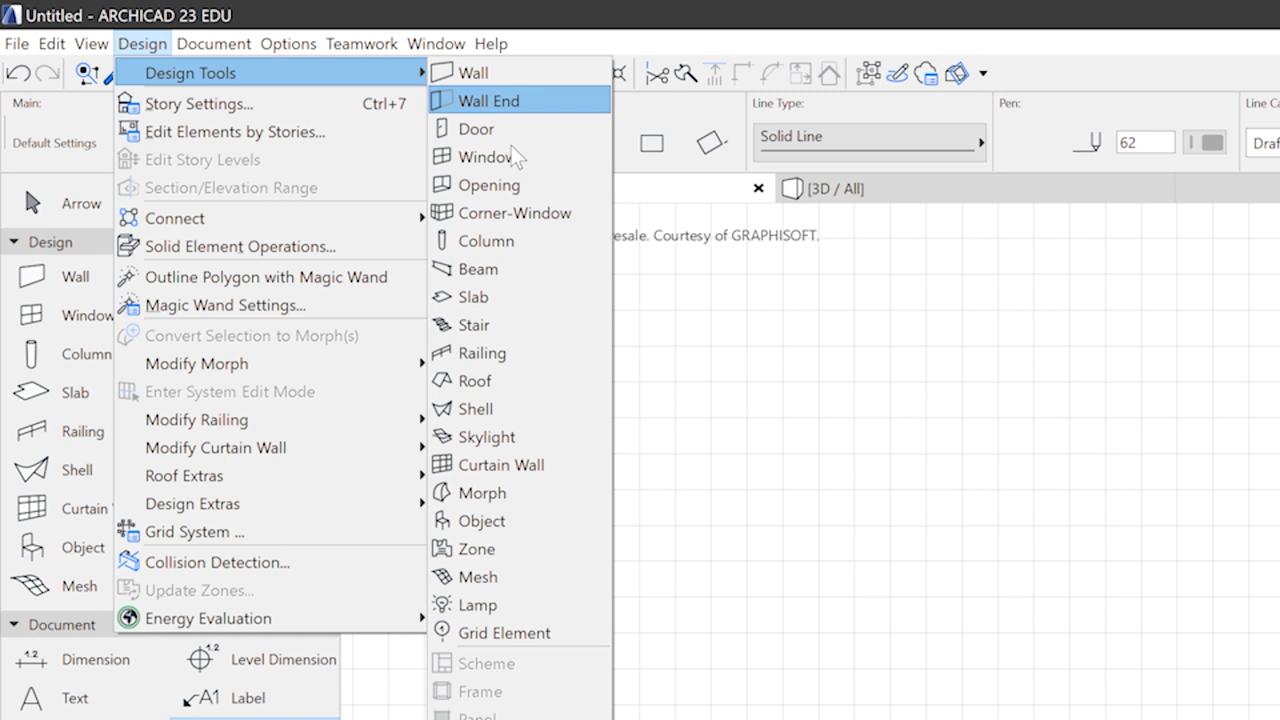 Untitled - ARCHICAD 23 EDU
File Edit View Design Document Options Teamwork Window Help
Main:
Default Settings
Line Type:
Solid Line
Pen:
62
[3D / All]
esale. Courtesy of GRAPHISOFT.
Arrow
Design
Wall
Window
Column
Slab
Railing
Shell
Curtain
Object
Mesh
Document
Dimension
Level Dimension
Text
Label
Design Tools
Story Settings... Ctrl+7
Edit Elements by Stories...
Edit Story Levels
Section/Elevation Range
Connect
Solid Element Operations...
Outline Polygon with Magic Wand
Magic Wand Settings...
Convert Selection to Morph(s)
Modify Morph
Enter System Edit Mode
Modify Railing
Modify Curtain Wall
Roof Extras
Design Extras
Grid System ...
Collision Detection...
Update Zones...
Energy Evaluation
Wall
Wall End
Door
Window
Opening
Corner-Window
Column
Beam
Slab
Stair
Railing
Roof
Shell
Skylight
Curtain Wall
Morph
Object
Zone
Mesh
Lamp
Grid Element
Scheme
Frame
Panel